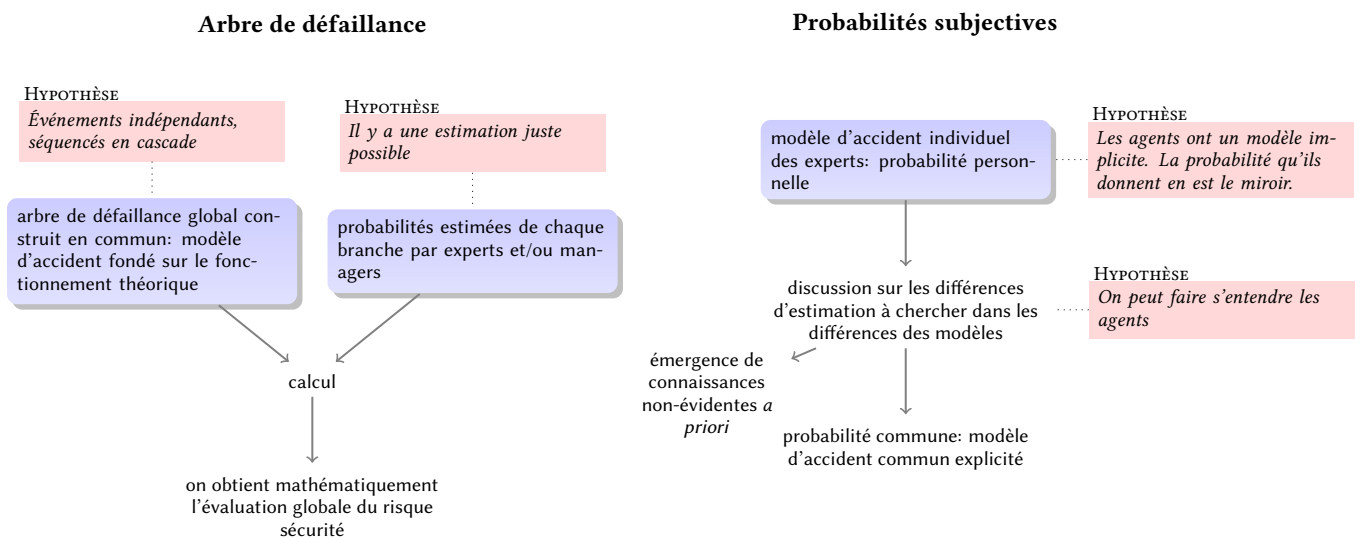 Arbre de défaillance
Hypothèse
Événements indépendants,
séquencés en cascade
Hypothèse
Il y a une estimation juste
possible
arbre de défaillance global con-
struit en commun: modèle
d'accident fondé sur le fonc-
tionnement théorique
probabilités estimées de chaque
branche par experts et/ou man-
agers
calcul
on obtient mathématiquement
l'évaluation globale du risque
sécurité
Probabilités subjectives
modèle d'accident individuel
des experts: probabilité person-
nelle
Hypothèse
Les agents ont un modèle im-
plicite. La probabilité qu'ils
donnent en est le miroir.
discussion sur les différences
d'estimation à chercher dans les
différences des modèles
Hypothèse
On peut faire s'entendre les
agents
émergence de
connaissances
non-évidentes a
priori
probabilité commune: modèle
d'accident commun explicité